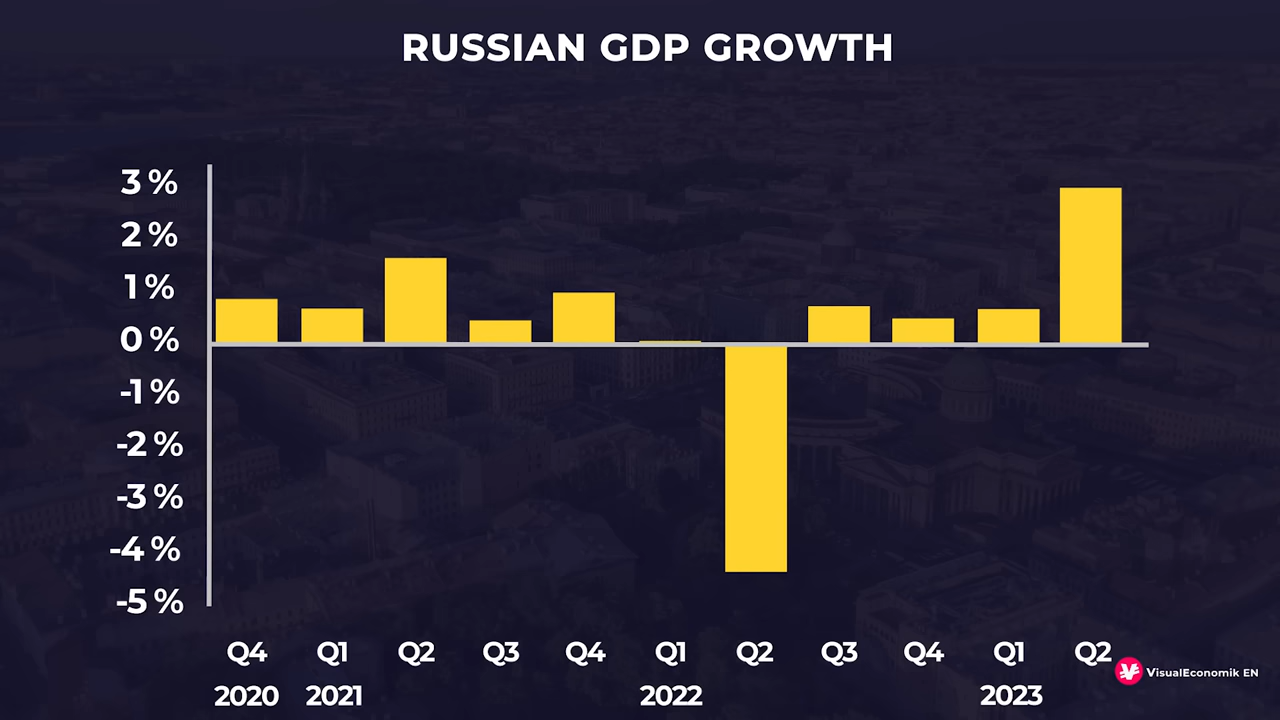 RUSSIAN GDP GROWTH
3 %
2 %
1 %
0 %
-1 %
-2 %
-3 %
-4 %
-5 %
Q4 Q1 Q2 Q3 Q4 Q1 Q2 Q3 Q4 Q1 Q2
2020 2021 2022 2023
VisualEconomik EN